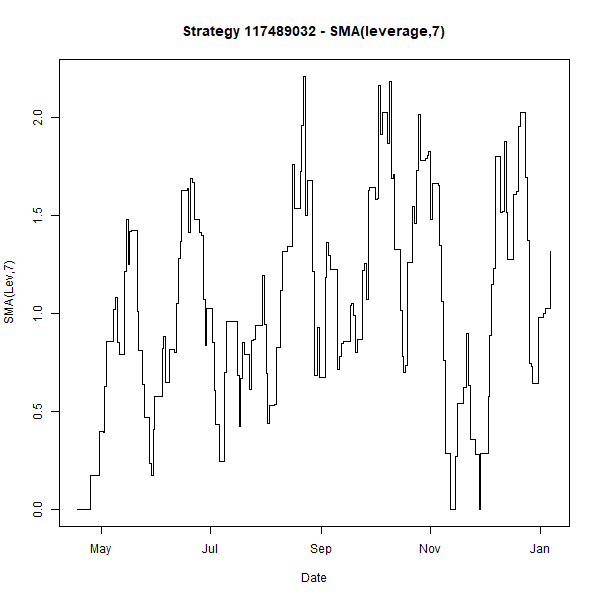 Strategy 117489032 - SMA(leverage,7)
SMA(Lev,7)
2.0
1.5
1.0
0.5
0.0
May Jul Sep Nov Jan
Date